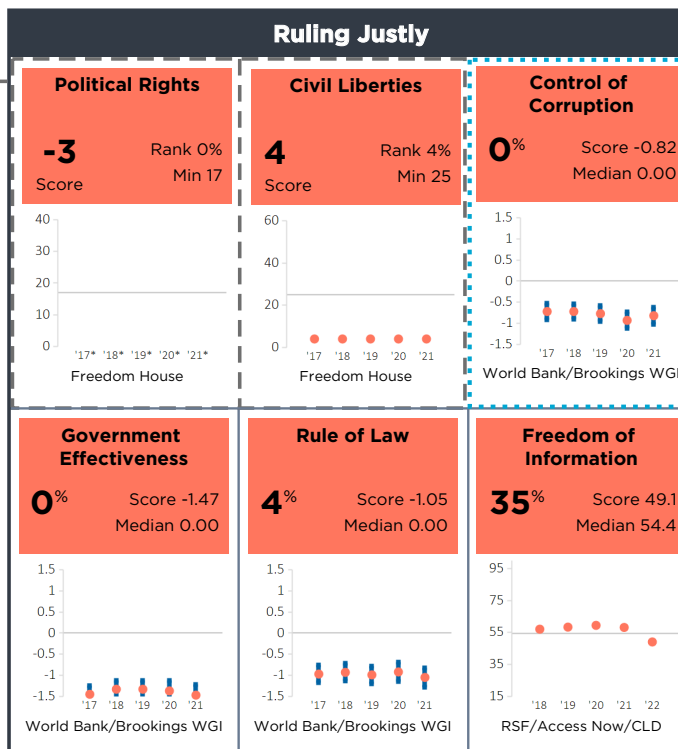 Ruling Justly
Political Rights
-3
Score
Rank 0%
Min 17
40
30
20
10
0
'17* '18* '19* '20* '21*
Freedom House
Civil Liberties
4
Score
Rank 4%
Min 25
60
40
20
0
'17 '18 '19 '20 '21
Freedom House
Control of
Corruption
0%
Score -0.82
Median 0.00
1.5
1
0.5
0
-0.5
-1
-1.5
'17 '18 '19 '20 '21
World Bank/Brookings WGI
Government
Effectiveness
0%
Score -1.47
Median 0.00
1.5
1
0.5
0
-0.5
-1
-1.5
'17 '18 '19 '20 '21
World Bank/Brookings WGI
Rule of Law
4%
Score -1.05
Median 0.00
1.5
1
0.5
0
-0.5
-1
-1.5
'17 '18 '19 '20 '21
World Bank/Brookings WGI
Freedom of
Information
35%
Score 49.1
Median 54.4
95
75
55
35
15
'18 '19 '20 '21 '22
RSF/Access Now/CLD